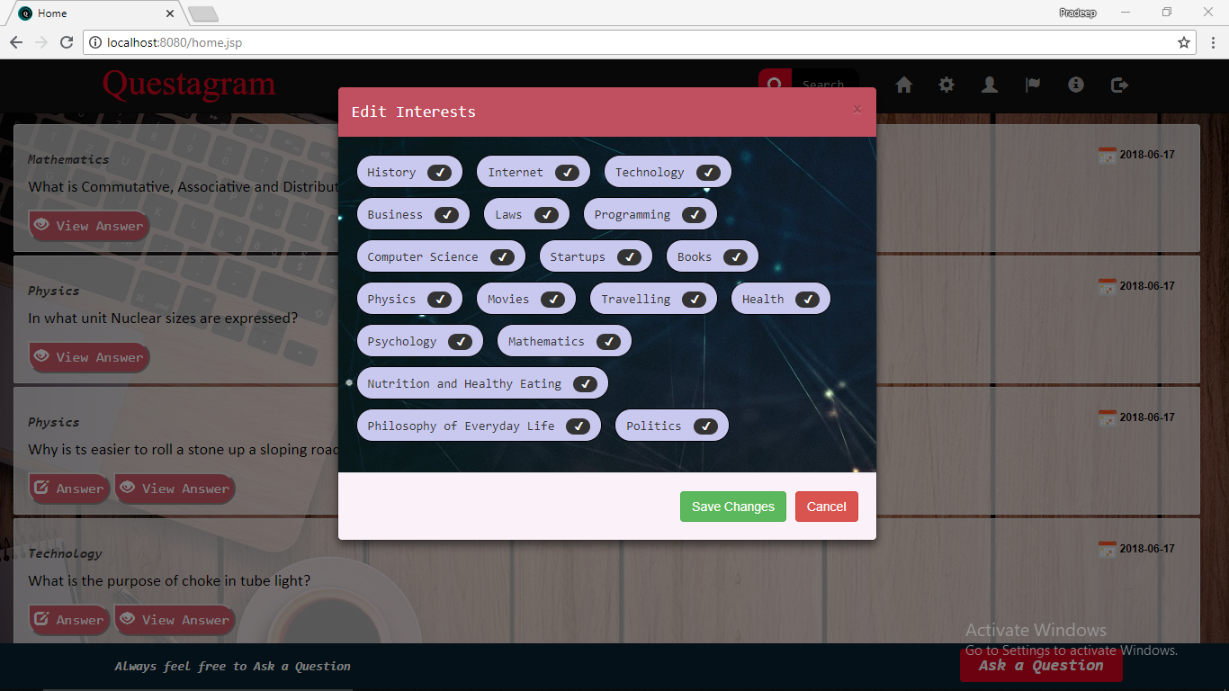 Home
Pradeep
localhost:8080/home.jsp
Questagram
Search
Edit Interests
x
Mathematics
2018-06-17
What is Commutative, Associative and Distribut
View Answer
History Internet Technology
Business Laws Programming
Computer Science Startups Books
Physics Movies Travelling Health
Psychology Mathematics
Nutrition and Healthy Eating
Philosophy of Everyday Life Politics
Save Changes Cancel
Physics
2018-06-17
In what unit Nuclear sizes are expressed?
View Answer
Physics
2018-06-17
Why is ts easier to roll a stone up a sloping road
Answer View Answer
Technology
2018-06-17
What is the purpose of choke in tube light?
Answer View Answer
Activate Windows
Go to Settings to activate Windows.
Always feel free to Ask a Question
Ask a Question